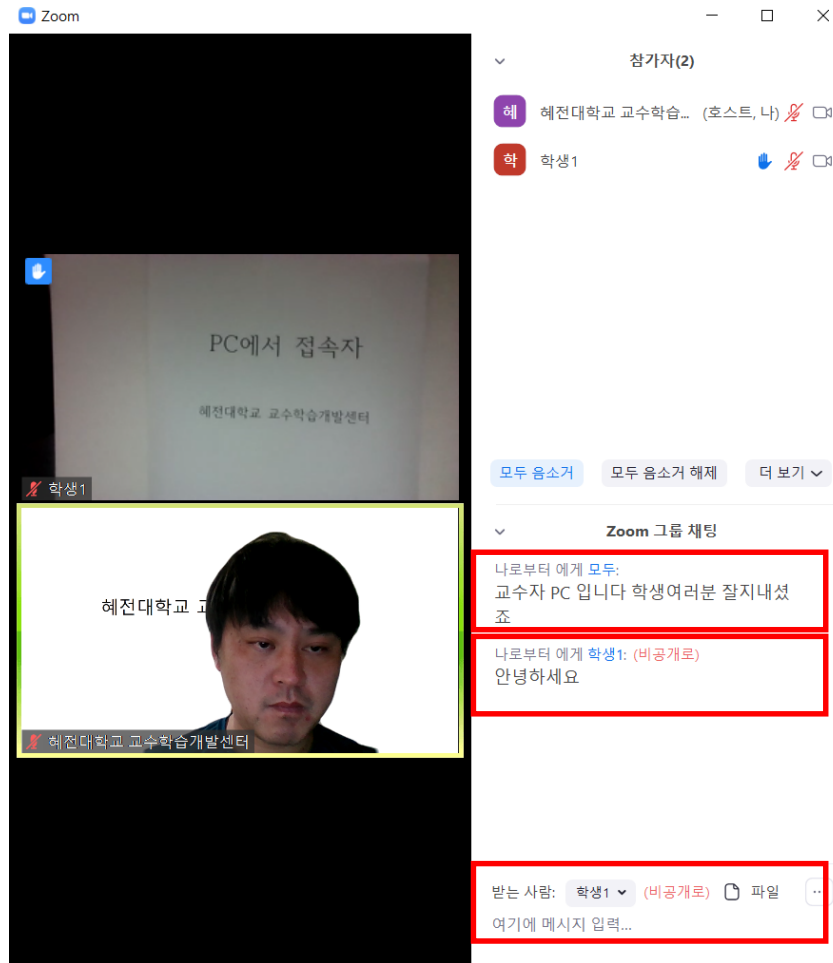 Zoom
참가자(2)
혜 혜전대학교 교수학습... (호스트, 나)
학 학생1
PC에서 접속자
혜전대학교 교수학습개발센터
학생1
모두 음소거 모두 음소거 해제 더 보기
Zoom 그룹 채팅
나로부터 에게 모두:
교수자 PC 입니다 학생여러분 잘지내셨
죠
나로부터 에게 학생1: (비공개로)
안녕하세요
혜전대학교
혜전대학교 교수학습개발센터
받는 사람: 학생1 (비공개로) 파일 ...
여기에 메시지 입력...